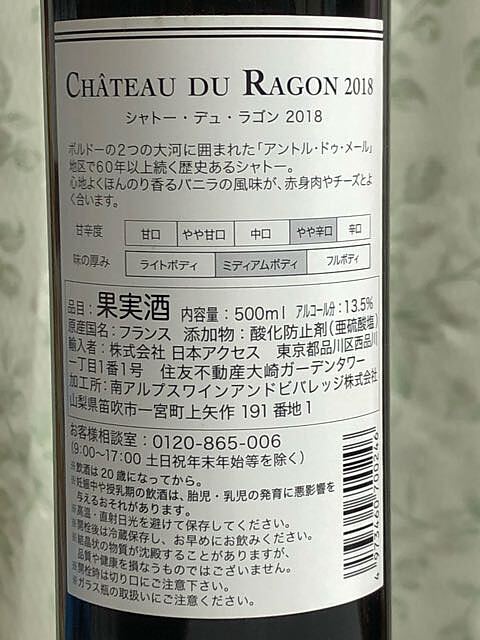 CHÂTEAU DU RAGON 2018
シャトー・デュ・ラゴン 2018
ボルドーの2つの大河に囲まれた「アントル・ドゥ・メール」
地区で60年以上続く歴史あるシャトー。
心地よくほんのり香るバニラの風味が、赤身肉やチーズとよ
く合います。
甘辛度 甘口 やや甘口 中口 やや辛口 辛口
味の厚み ライトボディ ミディアムボディ フルボディ
品目：果実酒 内容量：500ml アルコール分：13.5%
原産国名：フランス 添加物：酸化防止剤（亜硫酸塩）
輸入者：株式会社 日本アクセス 東京都品川区西品川
一丁目1番1号 住友不動産大崎ガーデンタワー
加工所：南アルプスワインアンドビバレッジ株式会社
山梨県笛吹市一宮町上矢作 191 番地 1
お客様相談室：0120-865-006
(9:00〜17:00 土日祝年末年始等を除く)
※飲酒は20歳になってから。
※妊娠中や授乳期の飲酒は、胎児・乳児の発育に悪影響を
与えるおそれがあります。
※高温・直射日光を避けて保存してください。
※開栓後は冷蔵保存し、お早めにお飲みください。
※結晶状の物質が沈殿することがありますが、
品質や健康を損なうものではございません。
※開栓時は切り口にご注意下さい。
※ガラス瓶の取扱いにご注意ください。
4 973460 700246